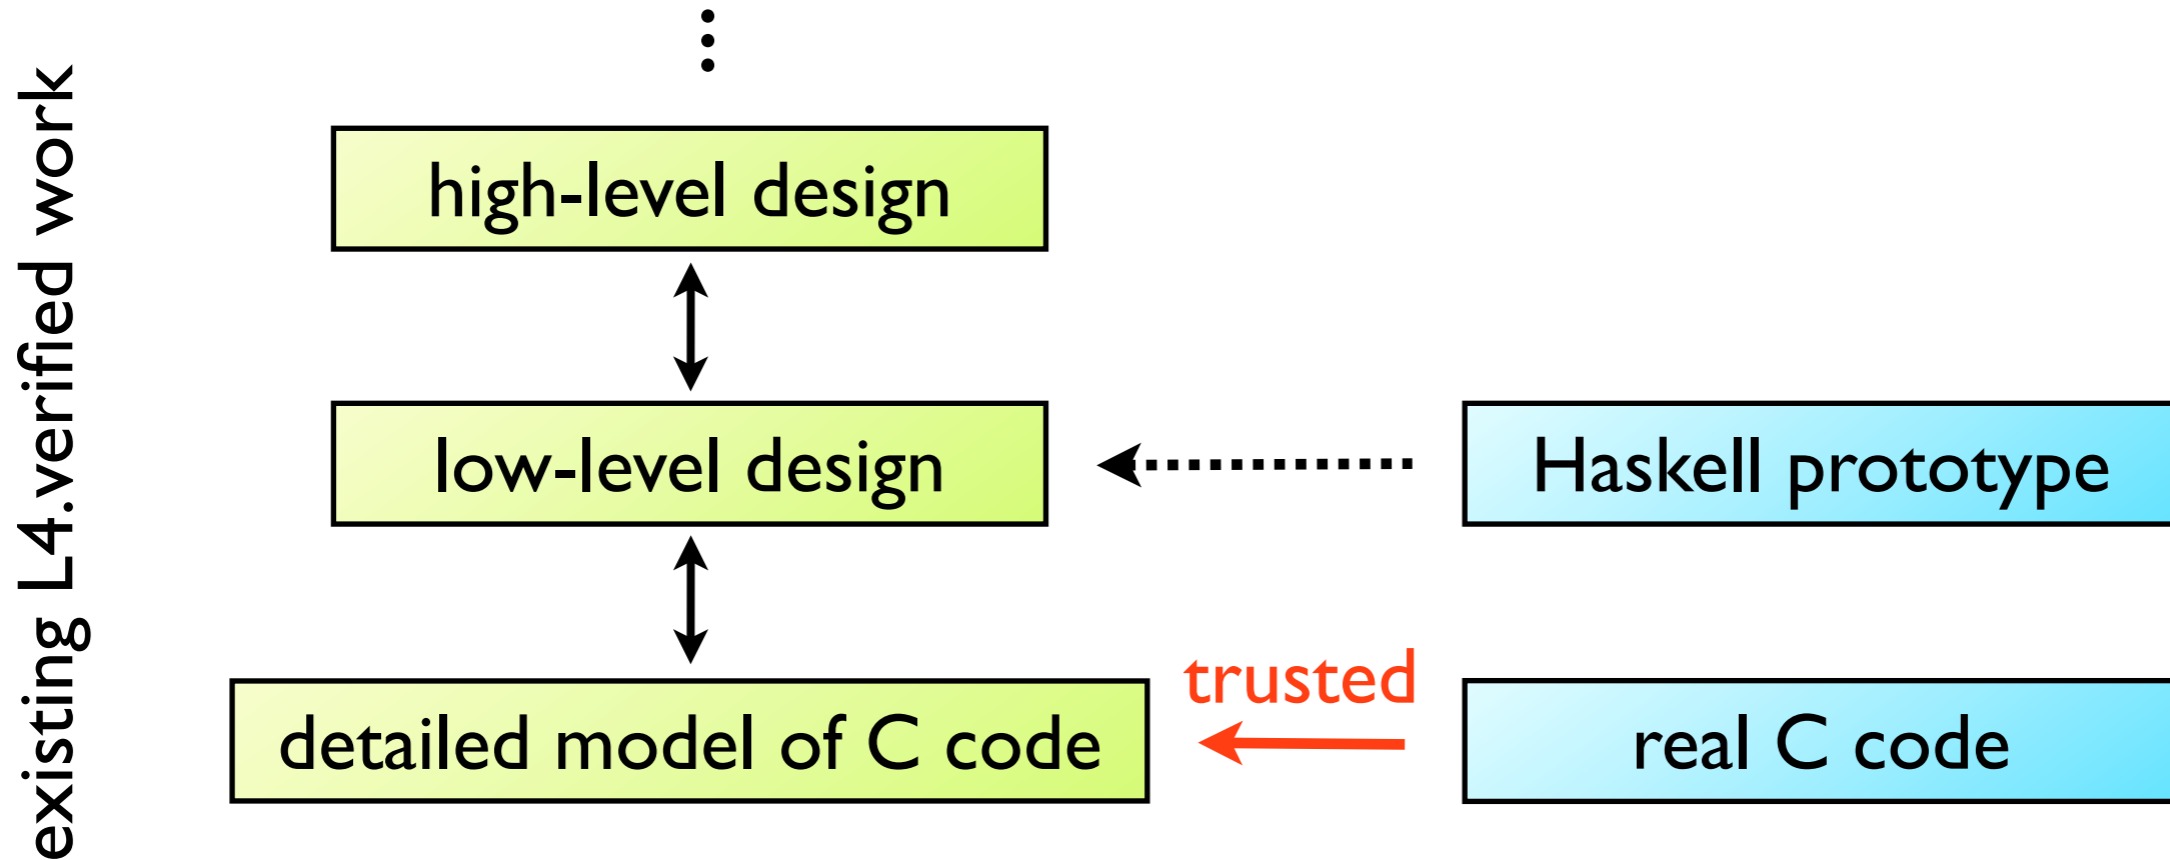 existing L4.verified work
high-level design
low-level design
Haskell prototype
trusted
detailed model of C code
real C code